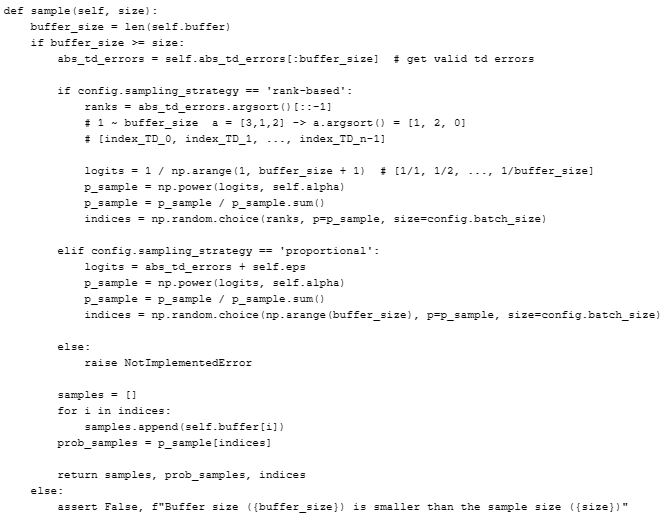 def sample(self, size):
    buffer_size = len(self.buffer)
    if buffer_size >= size:
        abs_td_errors = self.abs_td_errors[:buffer_size]  # get valid td errors

        if config.sampling_strategy == 'rank-based':
            ranks = abs_td_errors.argsort()[::-1]
            # 1 ~ buffer_size  a = [3,1,2] -> a.argsort() = [1, 2, 0]
            # [index_TD_0, index_TD_1, ..., index_TD_n-1]

            logits = 1 / np.arange(1, buffer_size + 1)  # [1/1, 1/2, ..., 1/buffer_size]
            p_sample = np.power(logits, self.alpha)
            p_sample = p_sample / p_sample.sum()
            indices = np.random.choice(ranks, p=p_sample, size=config.batch_size)

        elif config.sampling_strategy == 'proportional':
            logits = abs_td_errors + self.eps
            p_sample = np.power(logits, self.alpha)
            p_sample = p_sample / p_sample.sum()
            indices = np.random.choice(np.arange(buffer_size), p=p_sample, size=config.batch_size)

        else:
            raise NotImplementedError

        samples = []
        for i in indices:
            samples.append(self.buffer[i])
        prob_samples = p_sample[indices]

        return samples, prob_samples, indices
    else:
        assert False, f"Buffer size ({buffer_size}) is smaller than the sample size ({size})"